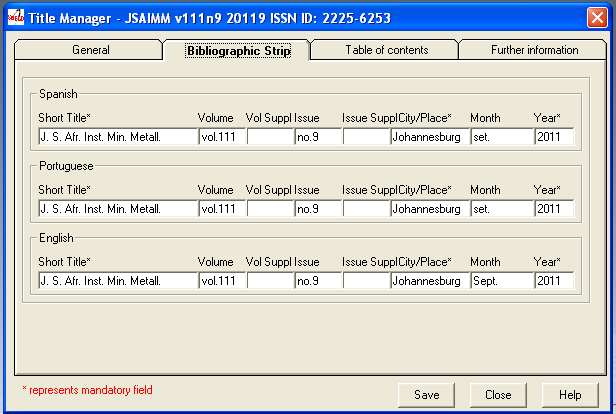 Title Manager - JSAIMM v111n9 20119 ISSN ID: 2225-6253
General Bibliographic Strip Table of contents Further information
Spanish
Short Title* Volume Vol Suppl Issue Issue Suppl City/Place* Month Year*
J. S. Afr. Inst. Min. Metall. vol.111 no.9 Johannesburg set. 2011
Portuguese
Short Title* Volume Vol Suppl Issue Issue Suppl City/Place* Month Year*
J. S. Afr. Inst. Min. Metall. vol.111 no.9 Johannesburg set. 2011
English
Short Title* Volume Vol Suppl Issue Issue Suppl City/Place* Month Year*
J. S. Afr. Inst. Min. Metall. vol.111 no.9 Johannesburg Sept. 2011
* represents mandatory field
Save Close Help